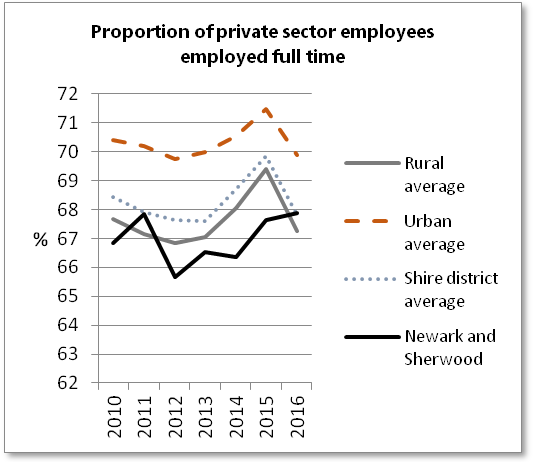 Proportion of private sector employees
employed full time
72
71
70
69
68
67
66
65
64
63
62
%
2010
2011
2012
2013
2014
2015
2016
Rural
average
Urban
average
Shire district
average
Newark and
Sherwood